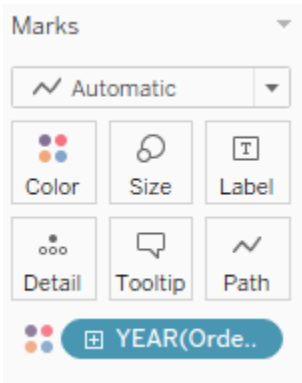 Marks
Automatic
Color Size Label
Detail Tooltip Path
YEAR(Orde..